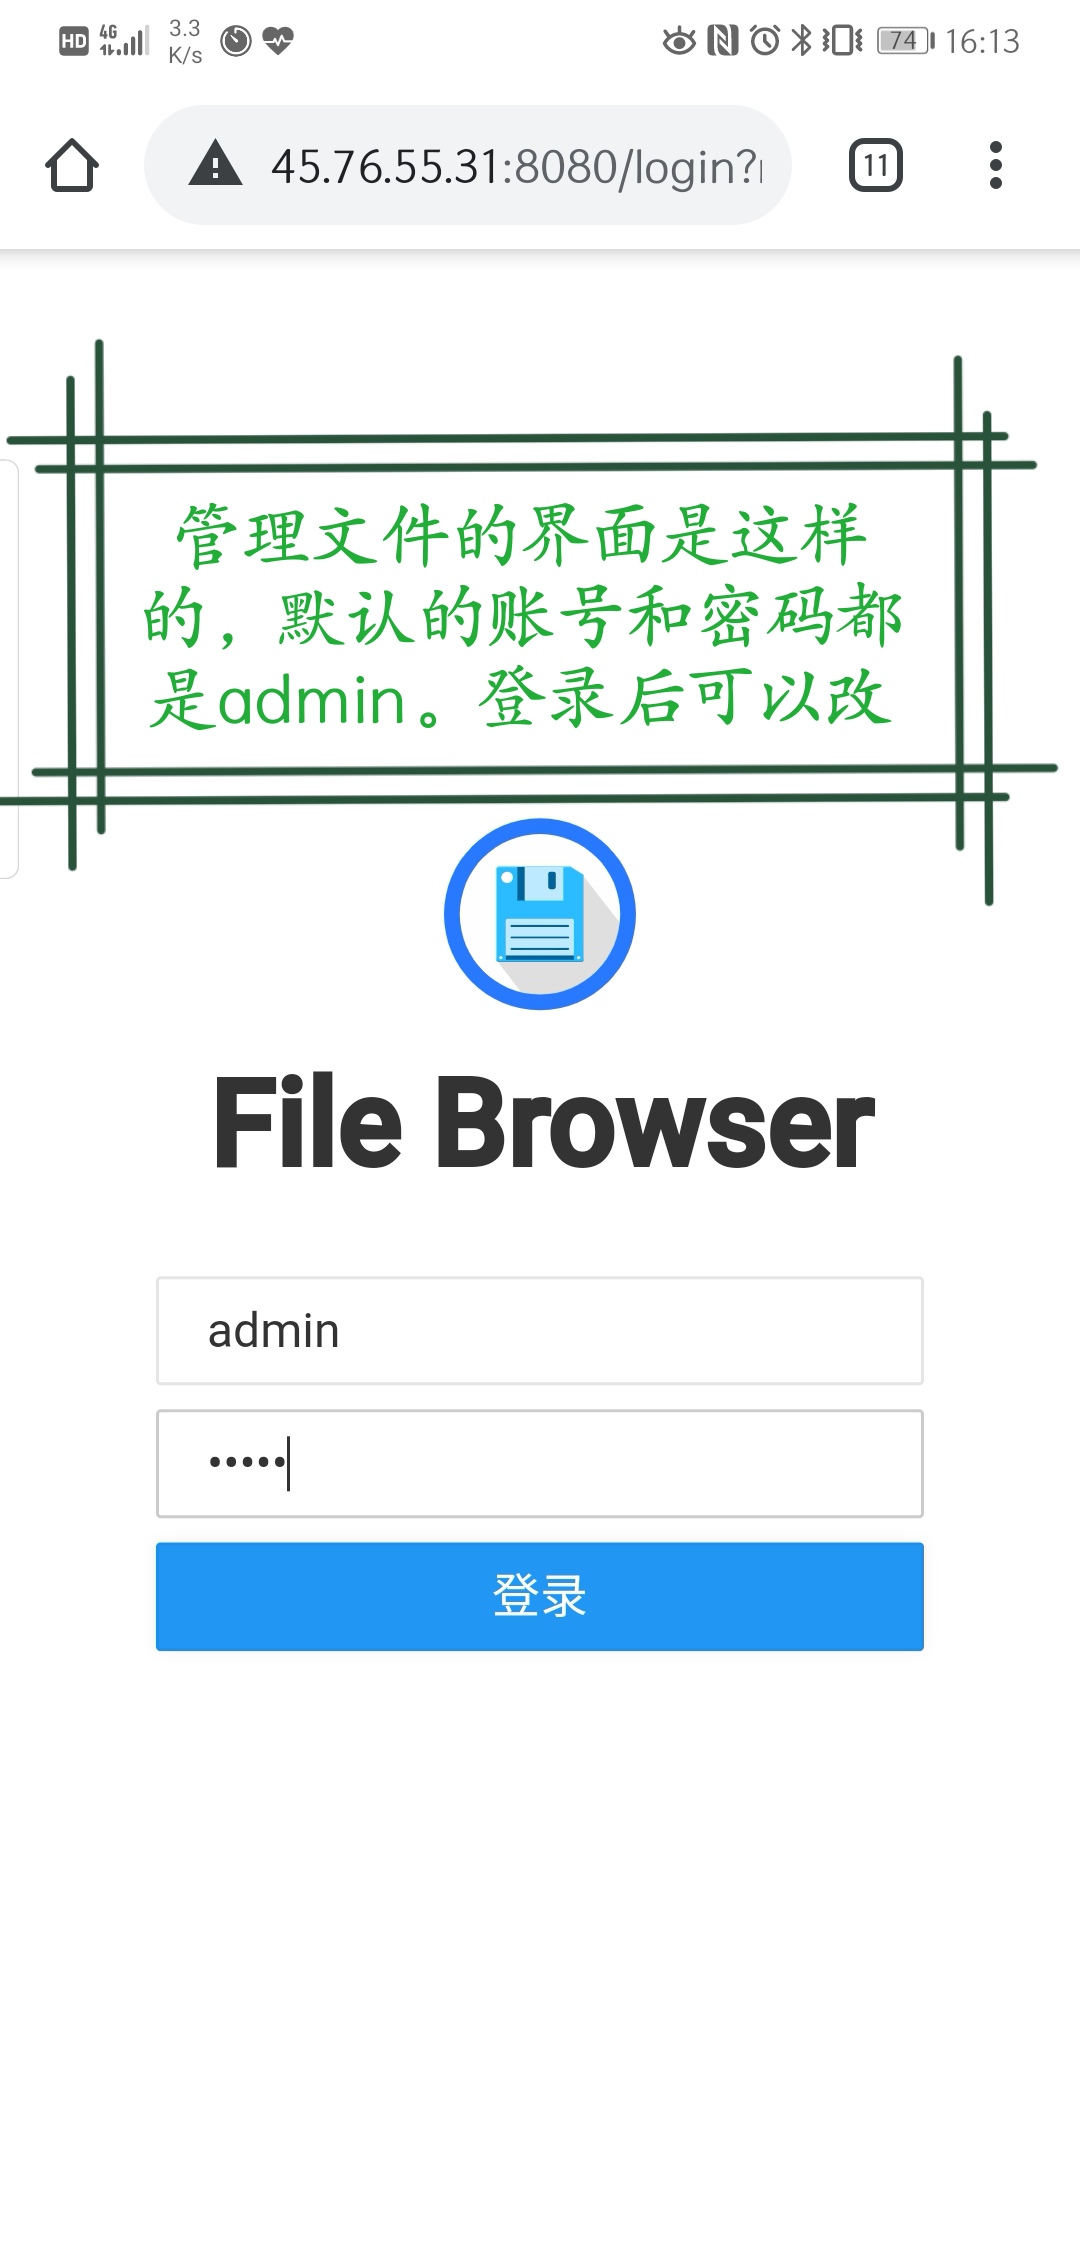 HD 4G 3.3 K/s 74 16:13
45.76.55.31:8080/login?
11
管理文件的界面是这样
的，默认的账号和密码都
是admin。登录后可以改
File Browser
admin
•••••
登录